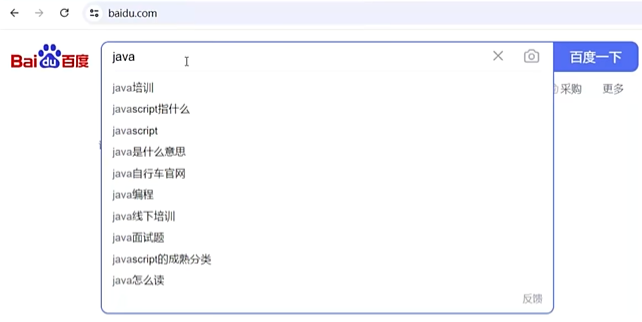 baidu.com
Bai du 百度
java
百度一下
采购 更多
java培训
javascript指什么
javascript
java是什么意思
java自行车官网
java编程
java线下培训
java面试题
javascript的成熟分类
java怎么读
反馈